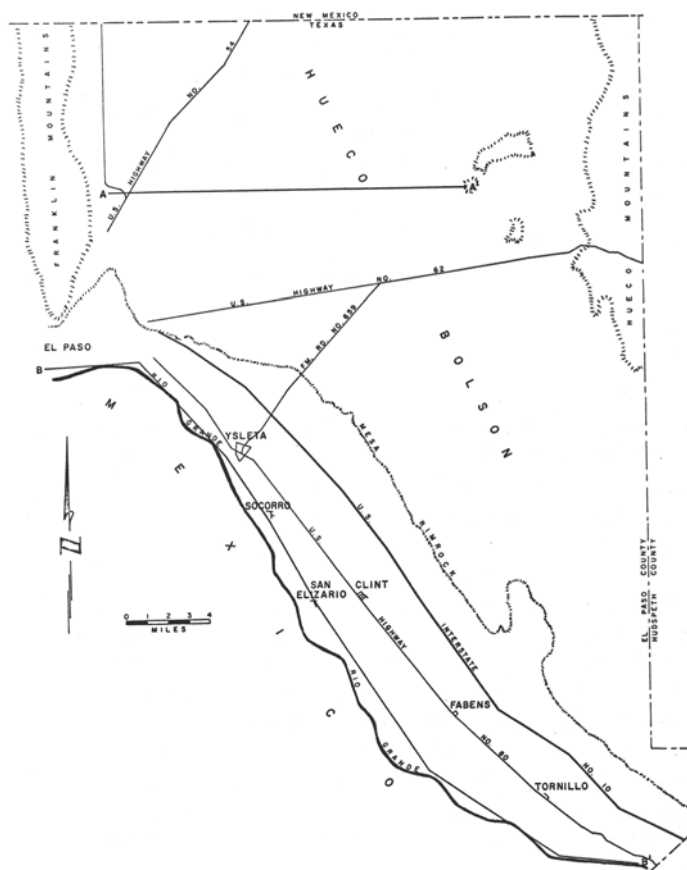 NEW MEXICO
TEXAS
FRANKLIN MOUNTAINS
U.S. HIGHWAY NO. 54
HUECO
HUECO MOUNTAINS
A
A'
U.S. HIGHWAY NO. 62
FM. RD. NO. 659
BOLSON
EL PASO
B
RIO GRANDE
YSLETA
MESA RIMROCK
MEXICO
SOCORRO
U.S. HIGHWAY NO. 80
U.S. INTERSTATE NO. 10
SAN
ELIZARIO
CLINT
EL PASO COUNTY
HUDSPETH COUNTY
0 1 2 3 4
MILES
N
RIO GRANDE
FABENS
TORNILLO
B'